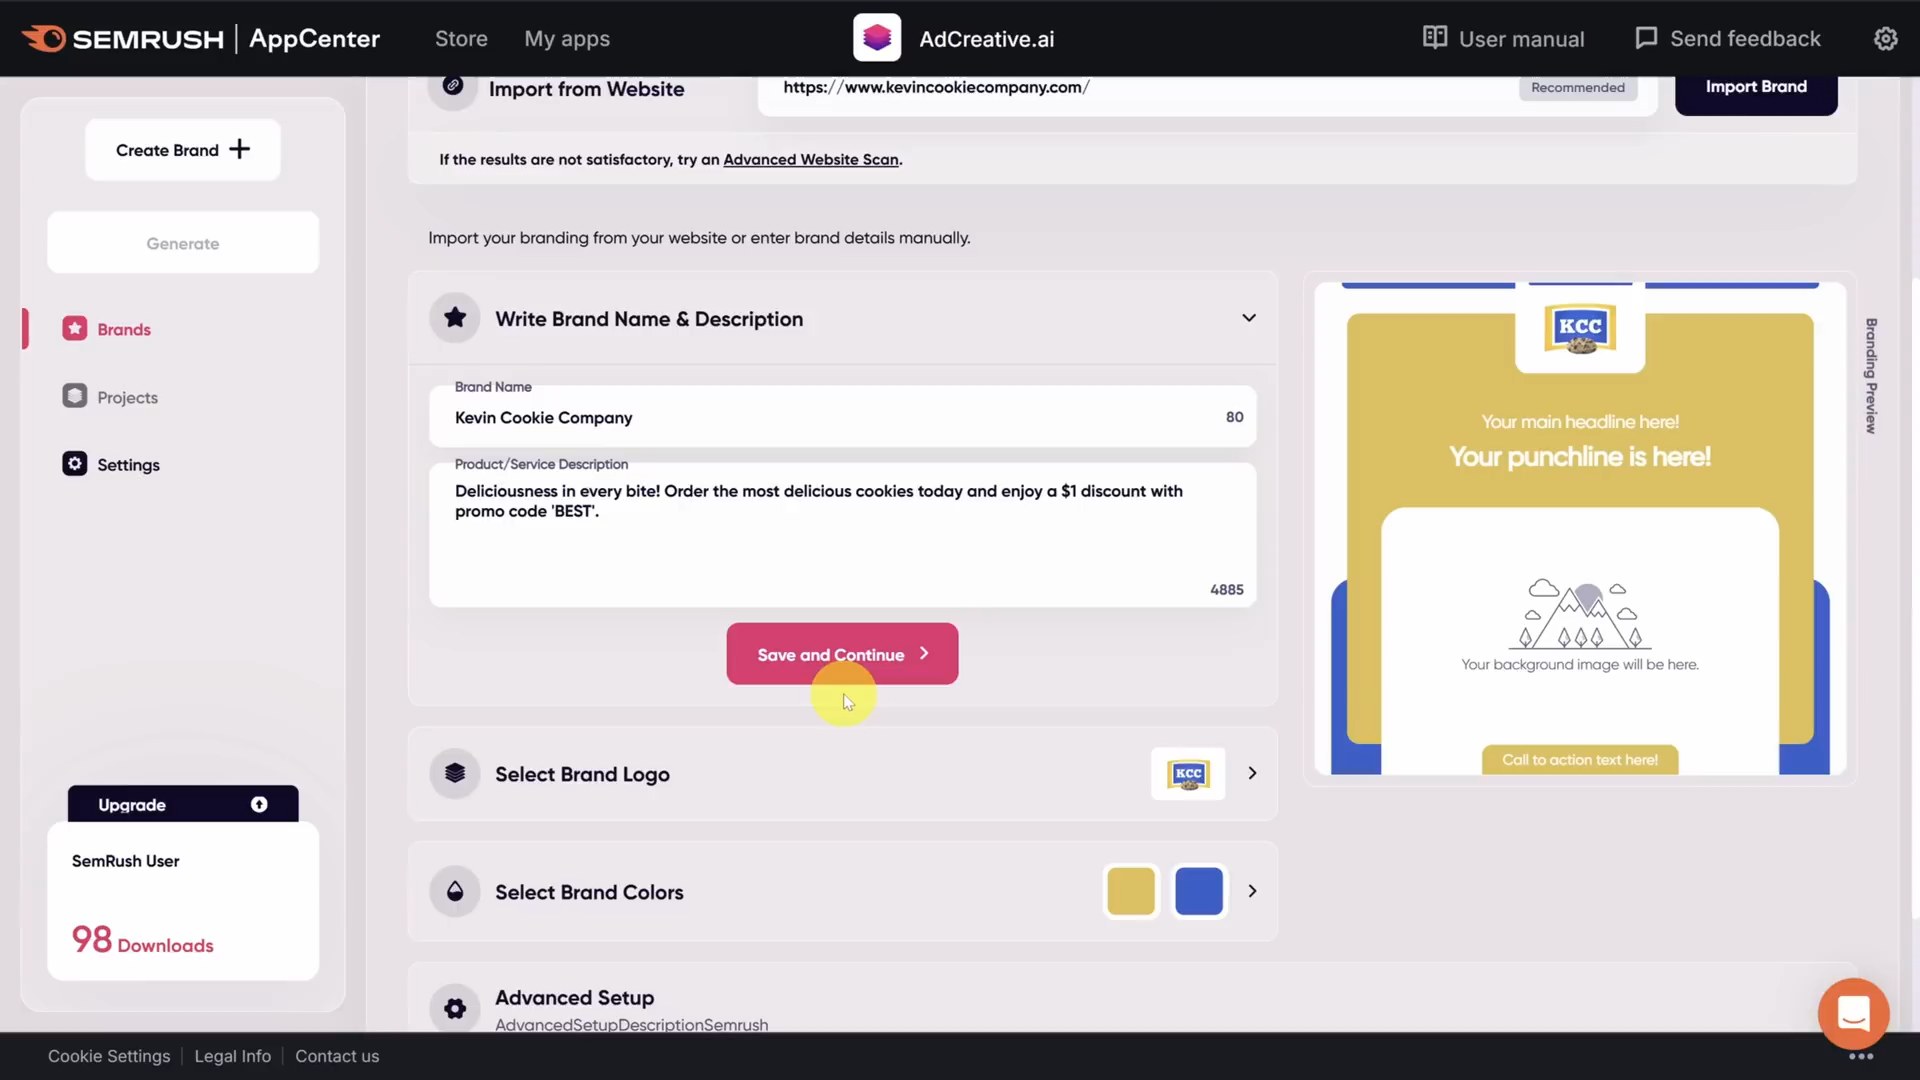 SEMRUSH
AppCenter
Store
My apps
AdCreative.ai
User manual
Send feedback
Create Brand
Generate
Brands
Projects
Settings
Upgrade
SemRush User
98 Downloads
Import from Website
https://www.kevincookiecompany.com/
Recommended
Import Brand
If the results are not satisfactory, try an Advanced Website Scan.
Import your branding from your website or enter brand details manually.
Write Brand Name & Description
Brand Name
Kevin Cookie Company
80
Product/Service Description
Deliciousness in every bite! Order the most delicious cookies today and enjoy a $1 discount with
promo code 'BEST'.
4885
Save and Continue
Select Brand Logo
KCC
Select Brand Colors
Advanced Setup
AdvancedSetupDescriptionSemrush
KCC
Your main headline here!
Your punchline is here!
Your background image will be here.
Call to action text here!
Branding Preview
Cookie Settings
Legal Info
Contact us